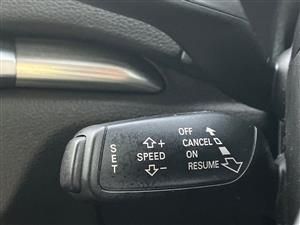 SET
SPEED
+
−
OFF
CANCEL
ON
RESUME